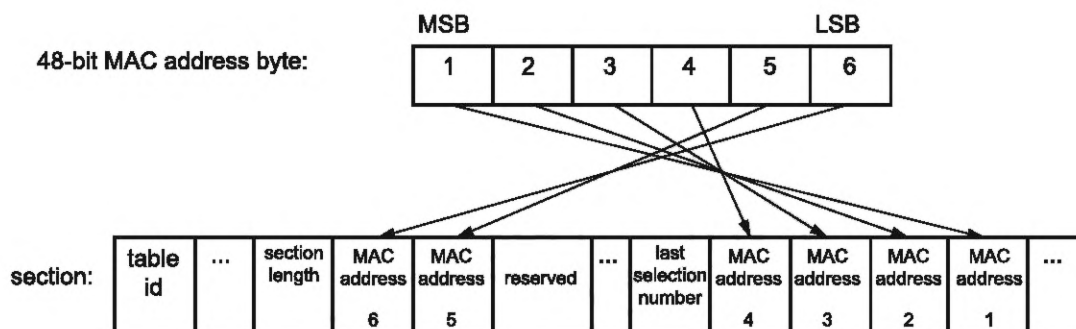 MSB LSB
48-bit MAC address byte:
1 2 3 4 5 6
section:
table
id
...
section
length
MAC
address
6
MAC
address
5
reserved
...
last
selection
number
MAC
address
4
MAC
address
3
MAC
address
2
MAC
address
1
...